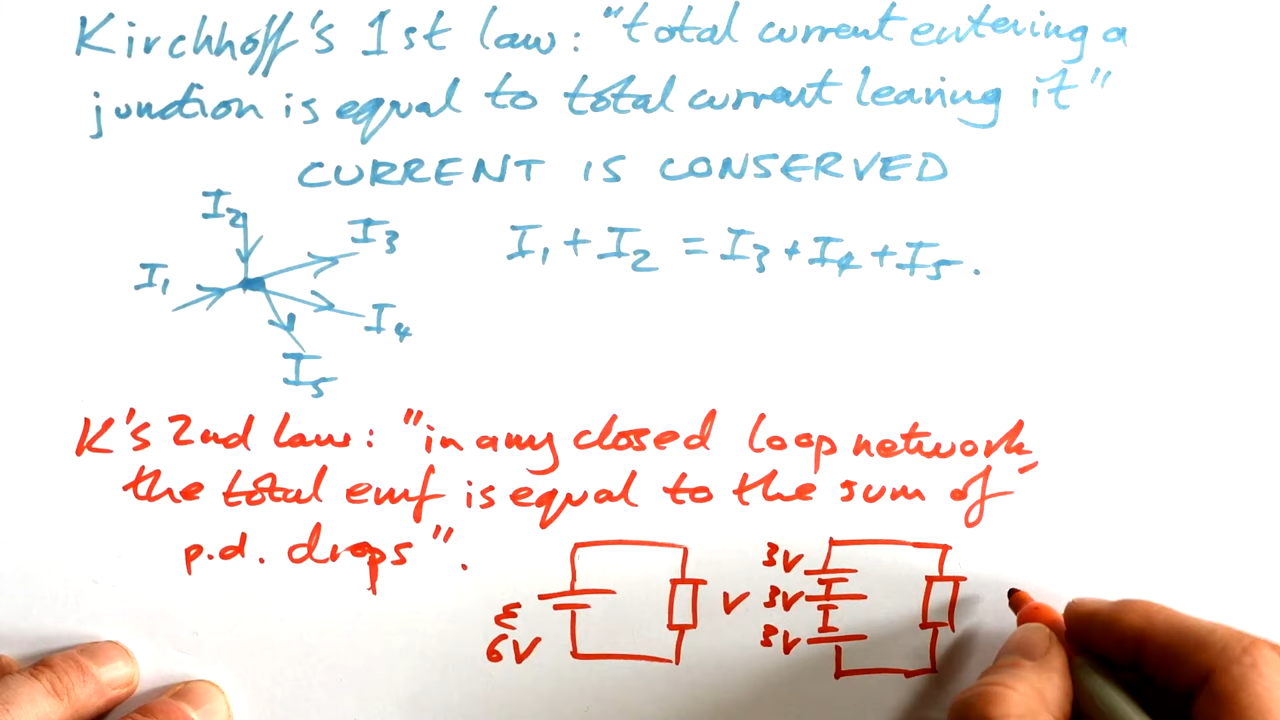 Kirchhoff's 1st law: "total current entering a
junction is equal to total current leaving it"
CURRENT IS CONSERVED
I₂
I₃
I₁ + I₂ = I₃ + I₄ + I₅.
I₁
I₄
I₅
K's 2nd law: "in any closed loop network,
the total emf is equal to the sum of
p.d. drops".
3V
V
3V
ε
3V
6V